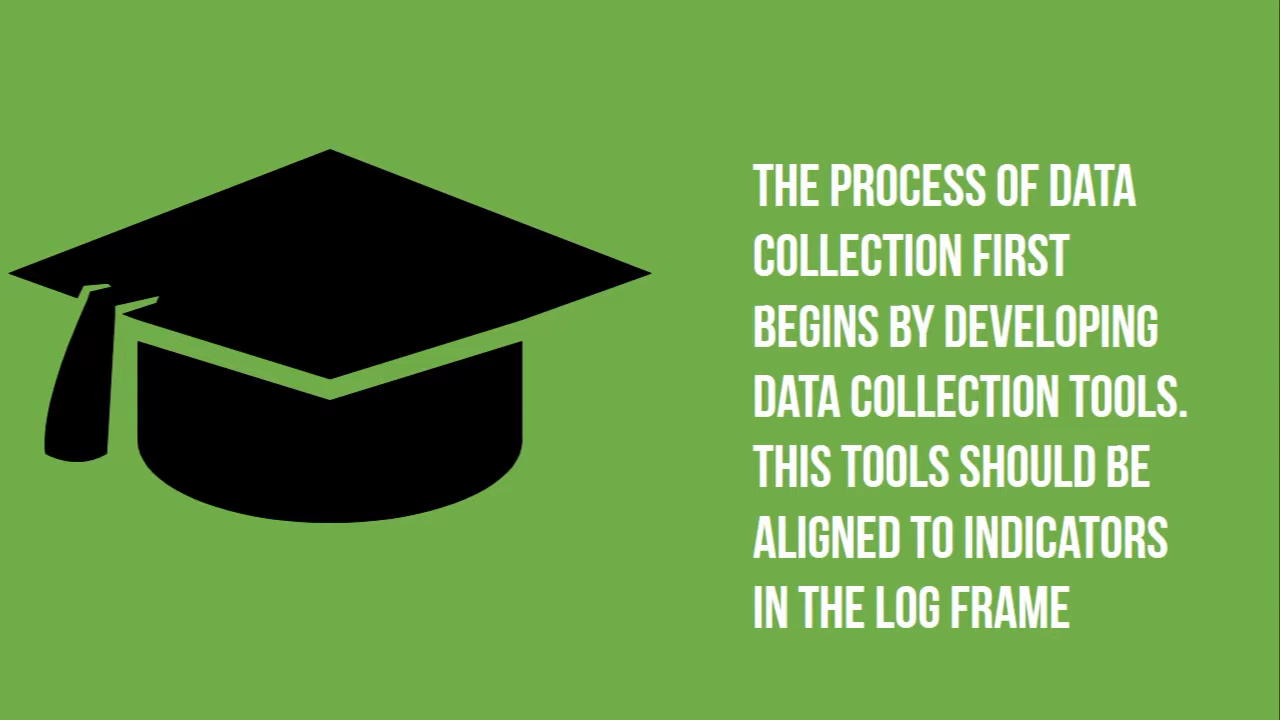 THE PROCESS OF DATA
COLLECTION FIRST
BEGINS BY DEVELOPING
DATA COLLECTION TOOLS.
THIS TOOLS SHOULD BE
ALIGNED TO INDICATORS
IN THE LOG FRAME